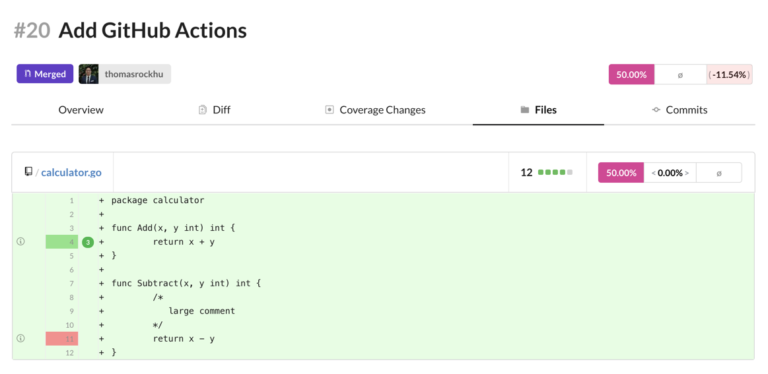 #20 Add GitHub Actions
Merged thomasrockhu 50.00% ø (-11.54%)
Overview Diff Coverage Changes Files Commits
/ calculator.go 12 50.00% < 0.00% > ø
1 + package calculator
2 +
3 + func Add(x, y int) int {
4 3 + return x + y
5 + }
6 +
7 + func Subtract(x, y int) int {
8 + /*
9 + large comment
10 + */
11 + return x - y
12 + }